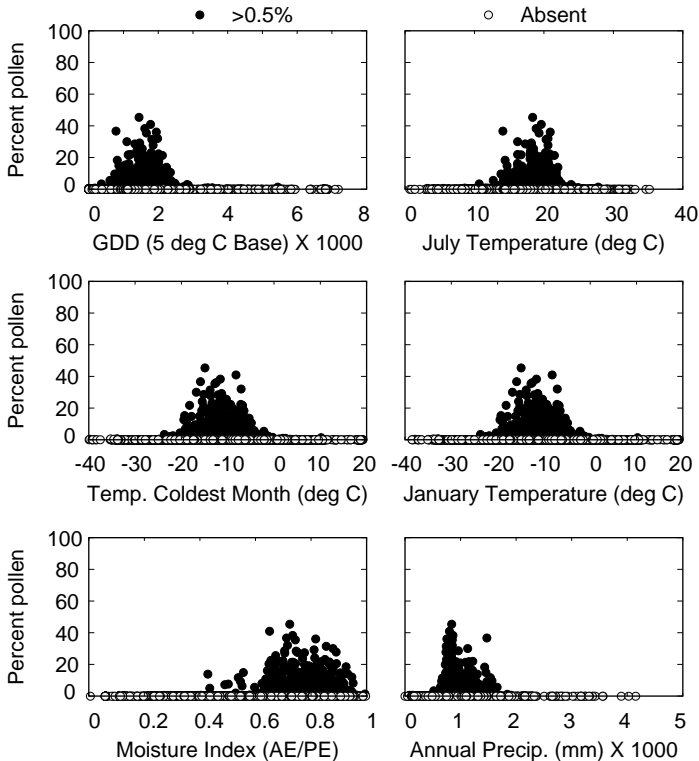 >0.5% Absent
100
80
60
40
20
0
Percent pollen
0 2 4 6 8
GDD (5 deg C Base) X 1000
0 10 20 30 40
July Temperature (deg C)
100
80
60
40
20
0
Percent pollen
-40 -30 -20 -10 0 10 20
Temp. Coldest Month (deg C)
-40 -30 -20 -10 0 10 20
January Temperature (deg C)
100
80
60
40
20
0
Percent pollen
0 0.2 0.4 0.6 0.8 1
Moisture Index (AE/PE)
0 1 2 3 4 5
Annual Precip. (mm) X 1000